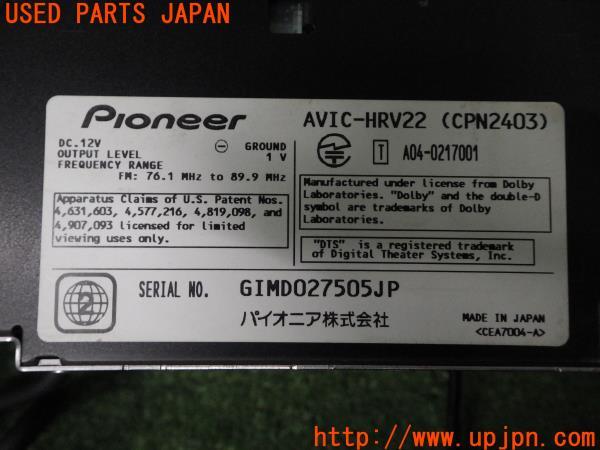 USED PARTS JAPAN
Pioneer
AVIC-HRV22 (CPN2403)
DC.12V ⊖ GROUND
OUTPUT LEVEL 1 V
FREQUENCY RANGE
FM: 76.1 MHz to 89.9 MHz
T A04-0217001
Apparatus Claims of U.S. Patent Nos.
4,631,603, 4,577,216, 4,819,098, and
4,907,093 licensed for limited
viewing uses only.
Manufactured under license from Dolby
Laboratories. "Dolby" and the double-D
symbol are trademarks of Dolby
Laboratories.
"DTS" is a registered trademark
of Digital Theater Systems, Inc.
2
SERIAL NO. GIMD027505JP
パイオニア株式会社
MADE IN JAPAN
<CEA7004-A>
http://www.upjpn.com/